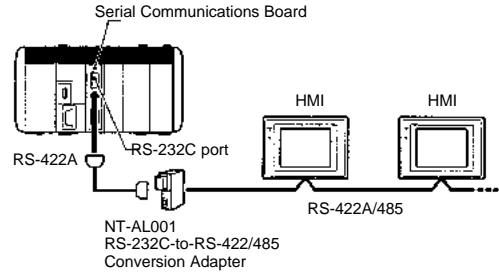 Serial Communications Board
HMI
HMI
RS-232C port
RS-422A
RS-422A/485
NT-AL001
RS-232C-to-RS-422/485
Conversion Adapter